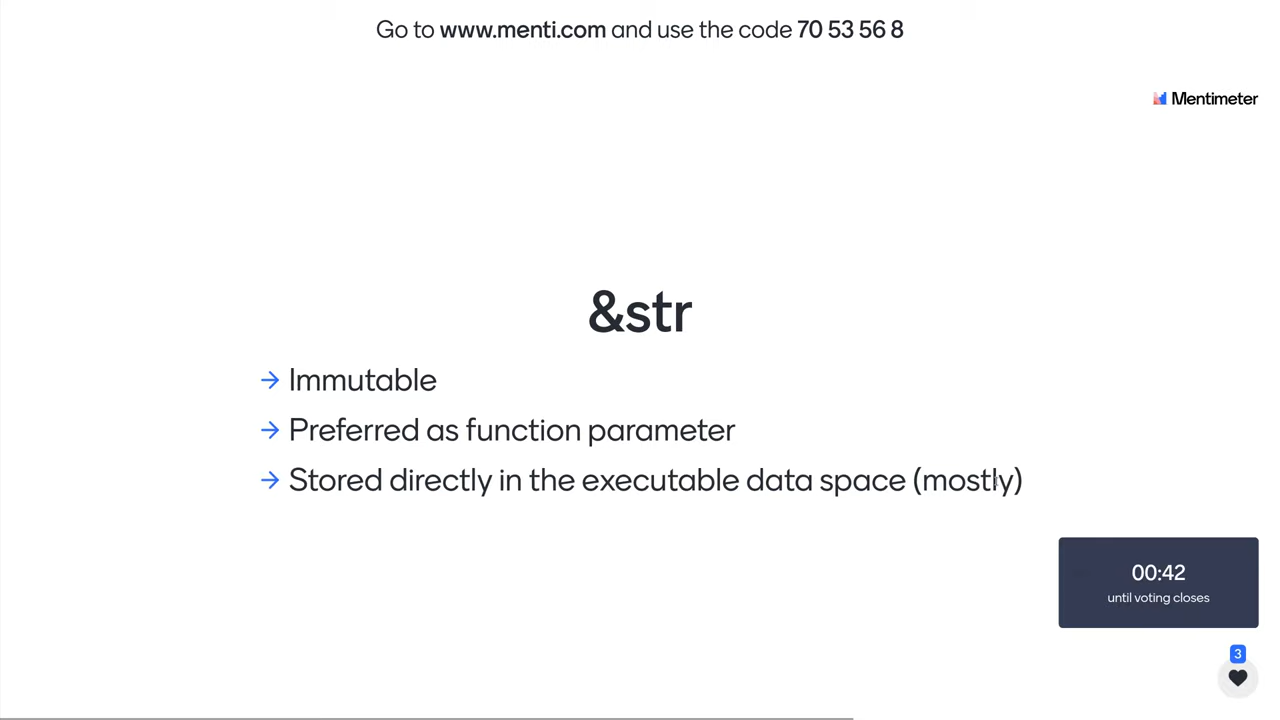 Go to www.menti.com and use the code 70 53 56 8
Mentimeter
&str
→ Immutable
→ Preferred as function parameter
→ Stored directly in the executable data space (mostly)
00:42
until voting closes
3